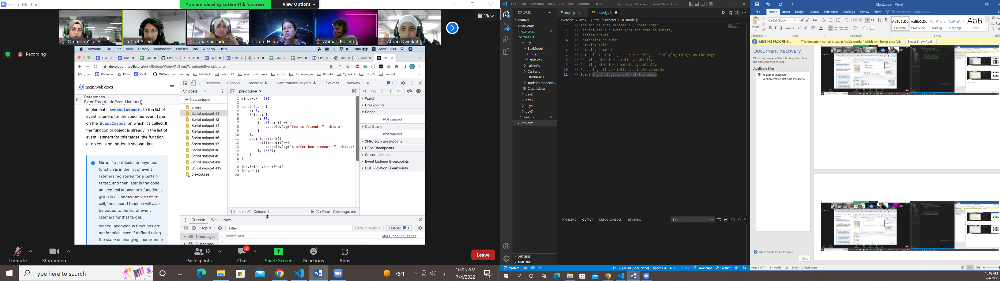 Zoom Meeting
You are viewing Lotem Hiki's screen
View Options
View
Omama Yousef
Tarteel Abed
suha shehadeh
Lotem Hiki
Ahmad Basem
Afnan Dweikat
Recording
Chrome File Edit View History Bookmarks Profiles Tab Window Help
100% Mon 10:00
developer.mozilla.org/en-US/docs/Web/API/EventTarget/addEventListener
gmail Calendar Drive Codio GitHub monday fullstack cohort 23 mac for students מיונים Job manager Rawabi CyberArk לקוחות content
mdn web docs
References >
EventTarget.addEventListener()
implements EventListener, to the list of
event listeners for the specified event type
on the EventTarget on which it's called. If
the function or object is already in the list of
event listeners for this target, the function
or object is not added a second time.
Note: If a particular anonymous
function is in the list of event
listeners registered for a certain
target, and then later in the code,
an identical anonymous function is
given in an addEventListener
call, the second function will also
be added to the list of event
listeners for that target.
Indeed, anonymous functions are
not identical even if defined using
the same unchanging source-code
Elements Console Recorder Performance insights Sources Network 1
Snippets
pre-course
+ New snippet
Errors
Script snippet #1
Script snippet #2
Script snippet #4
Script snippet #5
Script snippet #6
Script snippet #7
Script snippet #8
Script snippet #9
Script snippet #10
Script snippet #12
pre-course
1 window.x = 100
2
3 const foo = {
4 x: 5,
5 friend: {
6 x: 33,
7 innerFoo: () => {
8 console.log("foo in friend: ", this.x)
9 }
10 },
11 boo: function(){
12 setTimeout(()=>{
13 console.log("x after boo timeout: ", this.x)
14 }, 1000);
15 }
16 }
17
18 foo.friend.innerFoo()
19 foo.boo()
20
Watch
Breakpoints
Scope
Not paused
Call Stack
Not paused
XHR/fetch Breakpoints
DOM Breakpoints
Global Listeners
Event Listener Breakpoints
CSP Violation Breakpoints
{} Line 20, Column 1 ⌘+Enter Coverage: n/a
Console What's New
top Filter Default levels 1 Issue: 1
5 messages
undefined VM41 pre-course:1
5 user mes...
Unmute
Stop Video
Participants 18
Chat 3
Share Screen
Reactions
Apps
Leave
Type here to search
78°F
ع
10:03 AM
7/4/2022
11
File Edit Selection View Go Run Terminal Help
● model.js - Bootcamp - Visual Studio Code
EXPLORER
SEARCH
BOOTCAMP
exercices
week-1
day1
BoxModel
index.html
style.css
calcInCss
CssBasic
HtmlBasics
Toolsfor moderm...
Class1.docx
day2
day3
day4
day5
week-2
projects
OUTLINE
TIMELINE
JS main.js U
JS model.js U ●
exercices > week-2 > day1 > tweeter > JS model.js
1 // The module that manages our posts logic
2 // Storing all our twits (not the same as tweets)
3 // Posting a twit
4 // Commenting on twits
5 // Removing twits
6 // Removing comments
7 // A module that manages our rendering - displaying things on the page
8 // Creating HTML for a twit dynamically
9 // Creating HTML for comments dynamically
10 // Rendering all our twits and their comments
11 // Something that glues both of the above
PROBLEMS OUTPUT DEBUG CONSOLE TERMINAL
Code
master* 0 0
Ln 11, Col 10 (32 selected) Spaces: 4 UTF-8 CRLF {} JavaScript Prettier
Class2.docx - Word
File Home Insert Design Layout References Mailings Review View Tell me what you want to do...
Paste
Calibri (Body) 11
Clipboard Font Paragraph Styles
AaBbCcDc AaBbCcDc AaBbCc AaBbCcC AaB
¶ Normal ¶ No Spac... Heading 1 Heading 2 Title
MISSING PROOFING... This document contains text in Arabic (Jordan) which isn't being proofed. Never Show Again
Document Recovery
Word has recovered the following files. Save
the ones you wish to keep.
Available Files
help.docx [Original]
Version created last time the user ...
Which file do I want to save?
Close
Page 7 of 7 131 words English (United States)
10:03 AM
7/4/2022